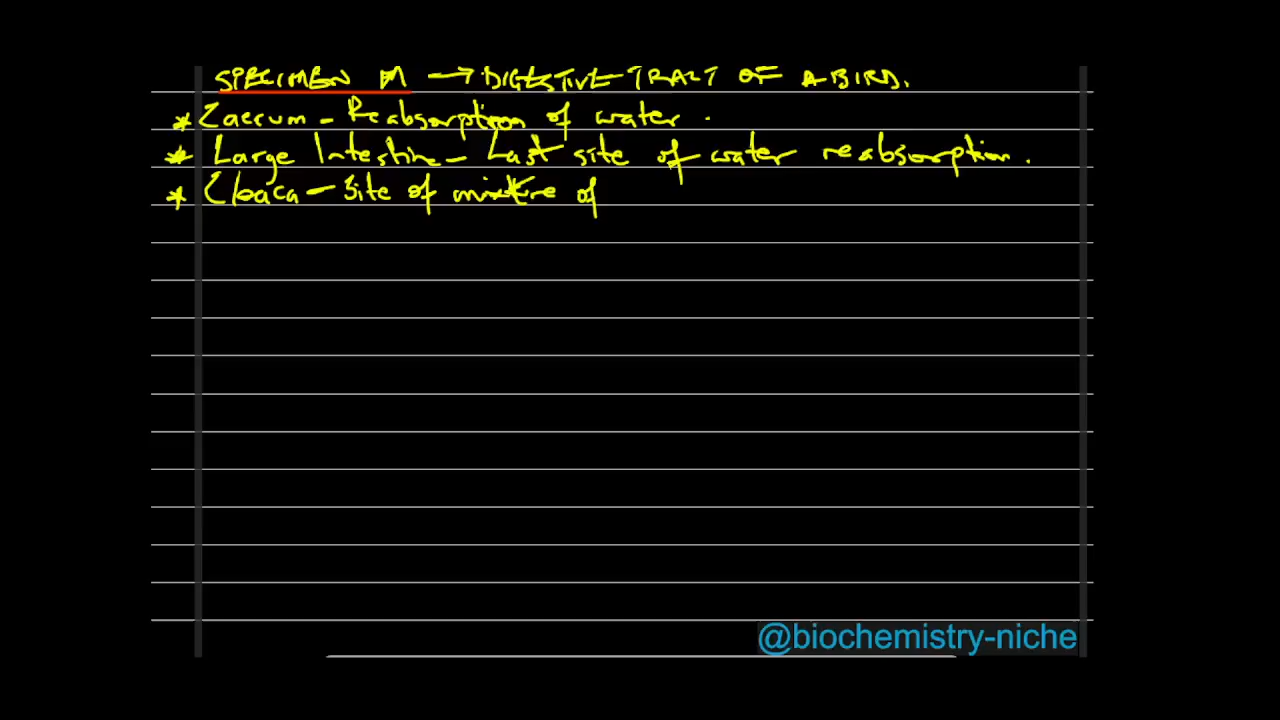 SPECIMEN M → DIGESTIVE TRACT OF A BIRD.
* Caecum - Reabsorption of water.
* Large Intestine - Last site of water reabsorption.
* Cloaca - Site of mixture of
@biochemistry-niche